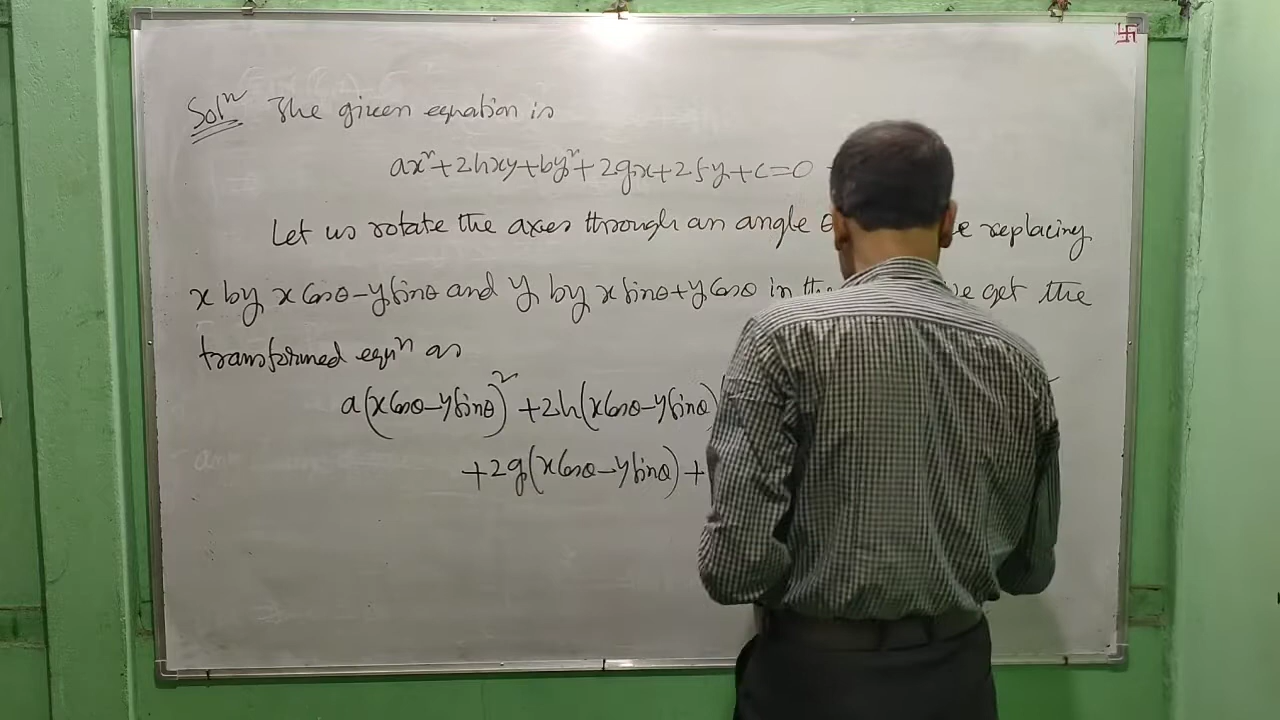 Solⁿ The given equation is
ax²+2hxy+by²+2gx+2fy+c=0
Let us rotate the axes through an angle replacing
x by x cosθ-y sinθ and y by x sinθ+y cosθ in get the
transformed eqⁿ as
a(x cosθ-y sinθ)²+2h(x cosθ-y sinθ)
+2g(x cosθ-y sinθ)+